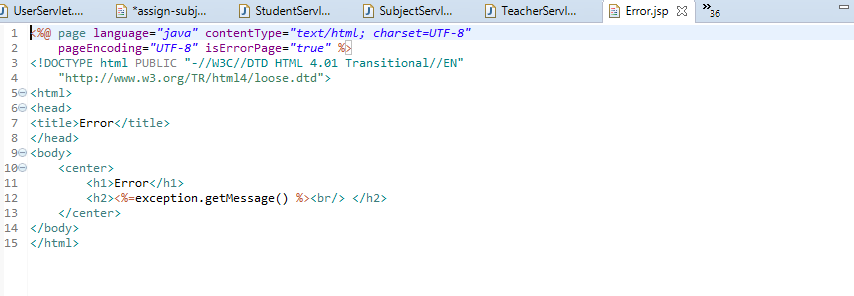 UserServlet.... *assign-subj... StudentServl... SubjectServl... TeacherServl... Error.jsp »36
1 <%@ page language="java" contentType="text/html; charset=UTF-8"
2     pageEncoding="UTF-8" isErrorPage="true" %>
3 <!DOCTYPE html PUBLIC "-//W3C//DTD HTML 4.01 Transitional//EN"
4     "http://www.w3.org/TR/html4/loose.dtd">
5 <html>
6 <head>
7 <title>Error</title>
8 </head>
9 <body>
10     <center>
11         <h1>Error</h1>
12         <h2><%=exception.getMessage() %><br/> </h2>
13     </center>
14 </body>
15 </html>